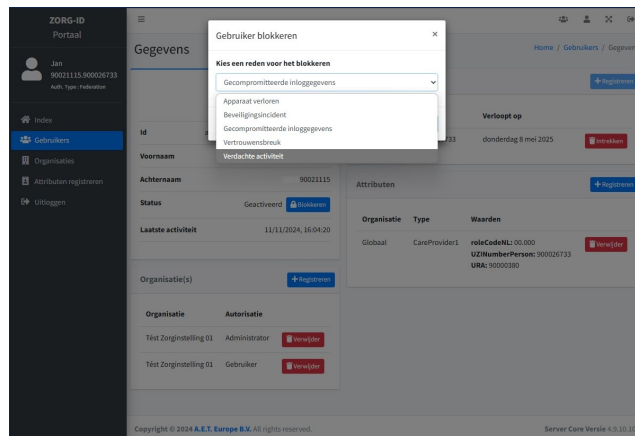 ZORG-ID
Portaal
Jan
90021115.900026733
Auth. Type : Federation
Index
Gebruikers
Organisaties
Attributen registreren
Uitloggen
Gegevens
Home / Gebruikers / Gegeven
Gebruiker blokkeren
×
Kies een reden voor het blokkeren
Gecompromitteerde inloggegevens
Apparaat verloren
Beveiligingsincident
Gecompromitteerde inloggegevens
Vertrouwensbreuk
Verdachte activiteit
Registreren
Verloopt op
donderdag 8 mei 2025
Intrekken
Id
Voornaam
Achternaam 90021115
Status Geactiveerd Blokkeren
Laatste activiteit 11/11/2024, 16:04:20
Attributen
Registreren
Organisatie Type Waarden
Globaal CareProvider1 roleCodeNL: 00.000
UZINumberPerson: 900026733
URA: 90000380
Verwijder
Organisatie(s)
Registreren
Organisatie Autorisatie
Tést Zorginstelling 01 Administrator Verwijder
Tést Zorginstelling 01 Gebruiker Verwijder
Copyright © 2024 A.E.T. Europe B.V. All rights reserved.
Server Core Versie 4.9.10.10